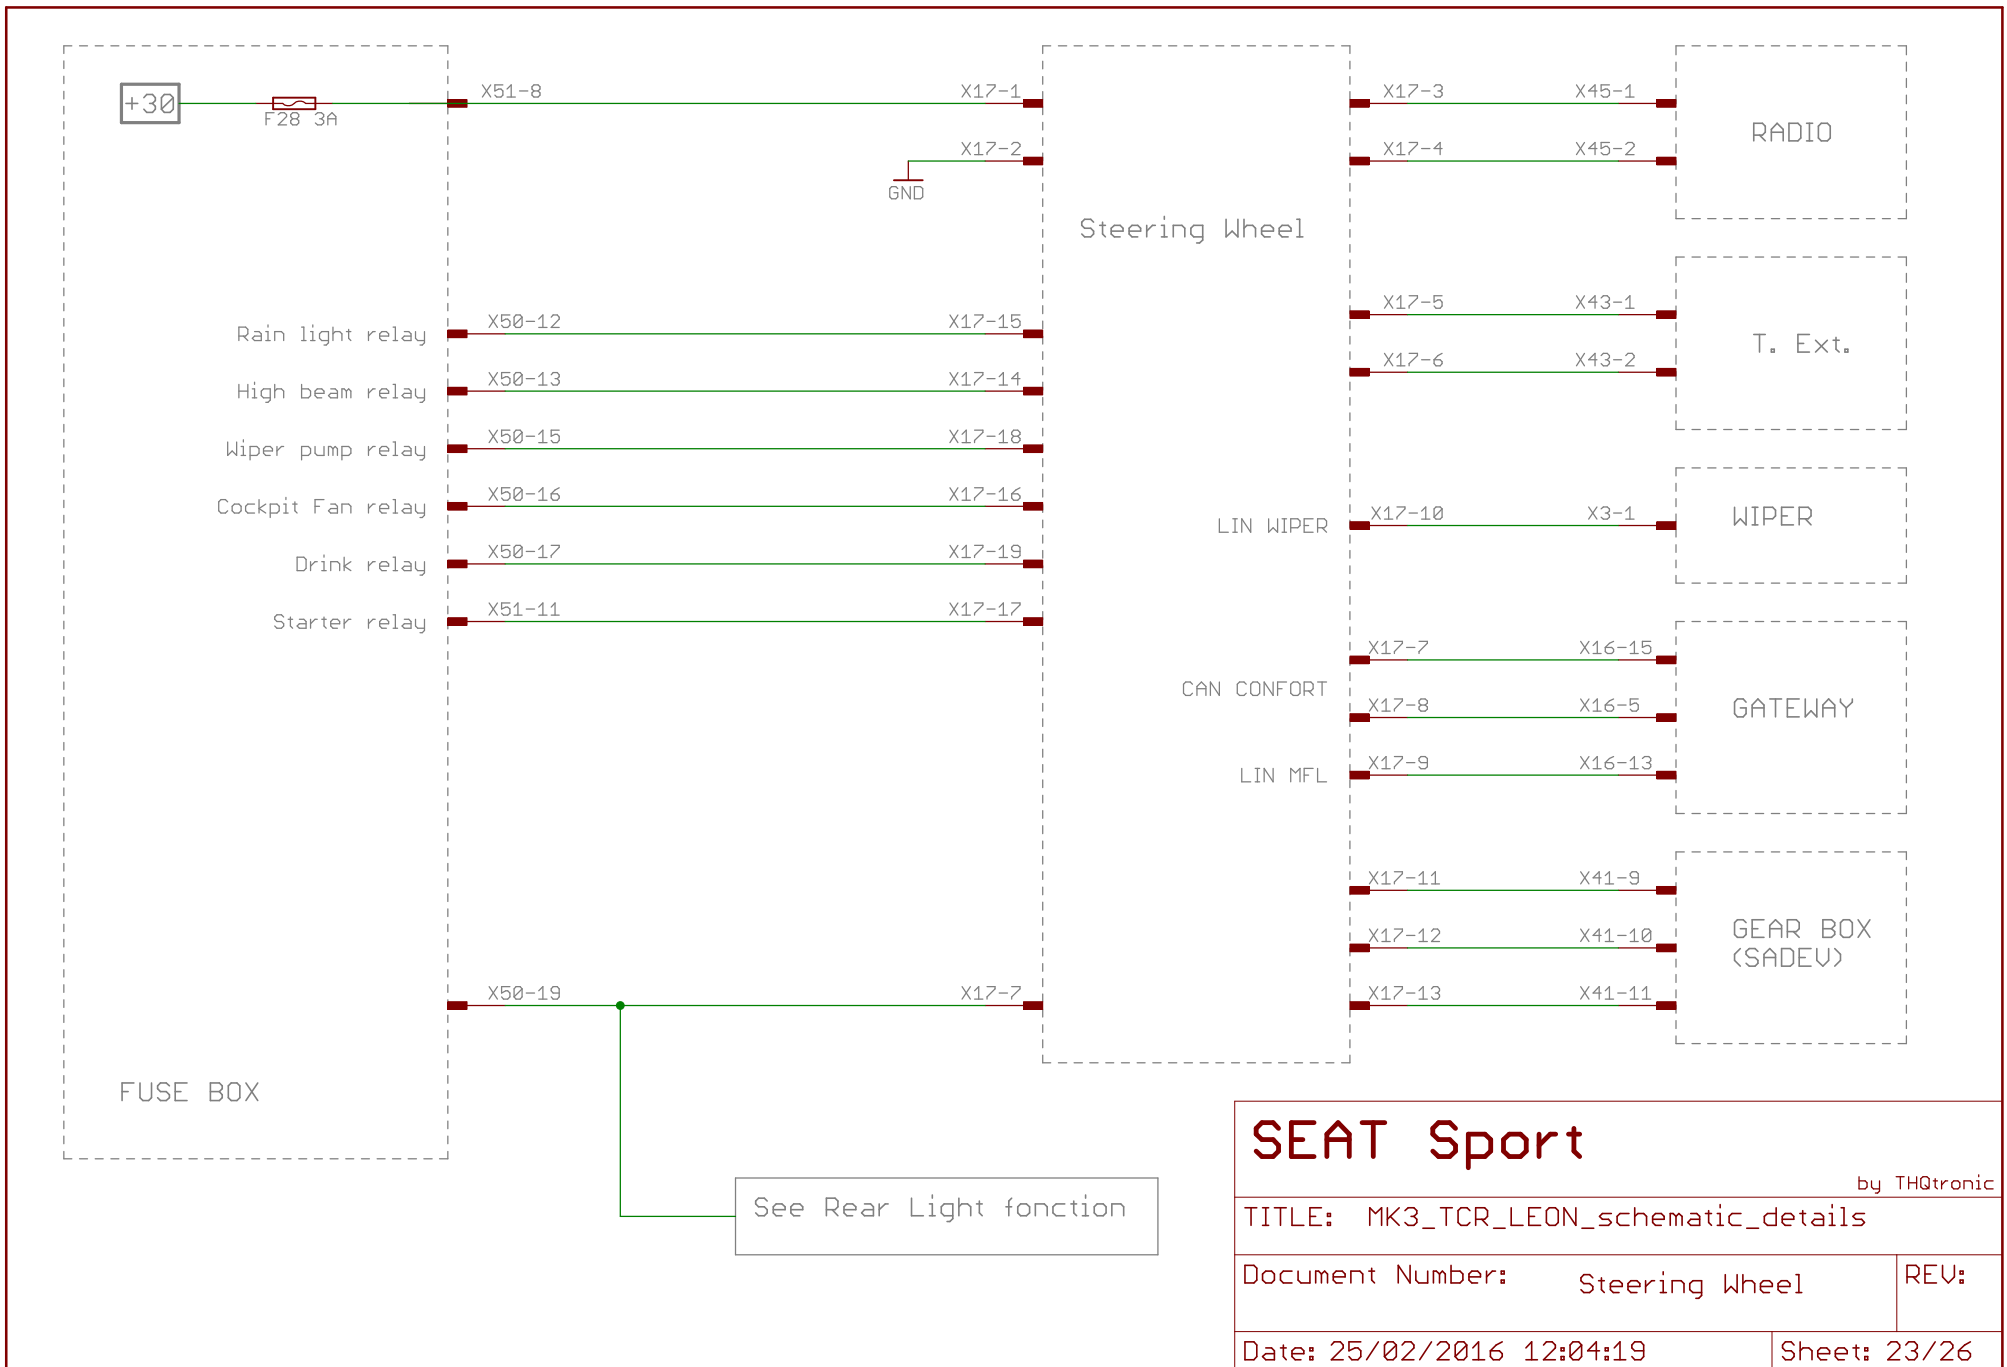 +30
F28 3A
X51-8 X17-1
X17-2
GND
Steering Wheel
X17-3 X45-1
X17-4 X45-2
RADIO
X17-5 X43-1
X17-6 X43-2
T. Ext.
Rain light relay X50-12 X17-15
High beam relay X50-13 X17-14
Wiper pump relay X50-15 X17-18
Cockpit Fan relay X50-16 X17-16
Drink relay X50-17 X17-19
Starter relay X51-11 X17-17
LIN WIPER X17-10 X3-1
WIPER
X17-7 X16-15
CAN CONFORT
X17-8 X16-5
GATEWAY
LIN MFL X17-9 X16-13
X17-11 X41-9
X17-12 X41-10
GEAR BOX
(SADEV)
X17-13 X41-11
X50-19 X17-7
FUSE BOX
See Rear Light fonction
SEAT Sport
by THQtronic
TITLE: MK3_TCR_LEON_schematic_details
Document Number: Steering Wheel
REV:
Date: 25/02/2016 12:04:19
Sheet: 23/26